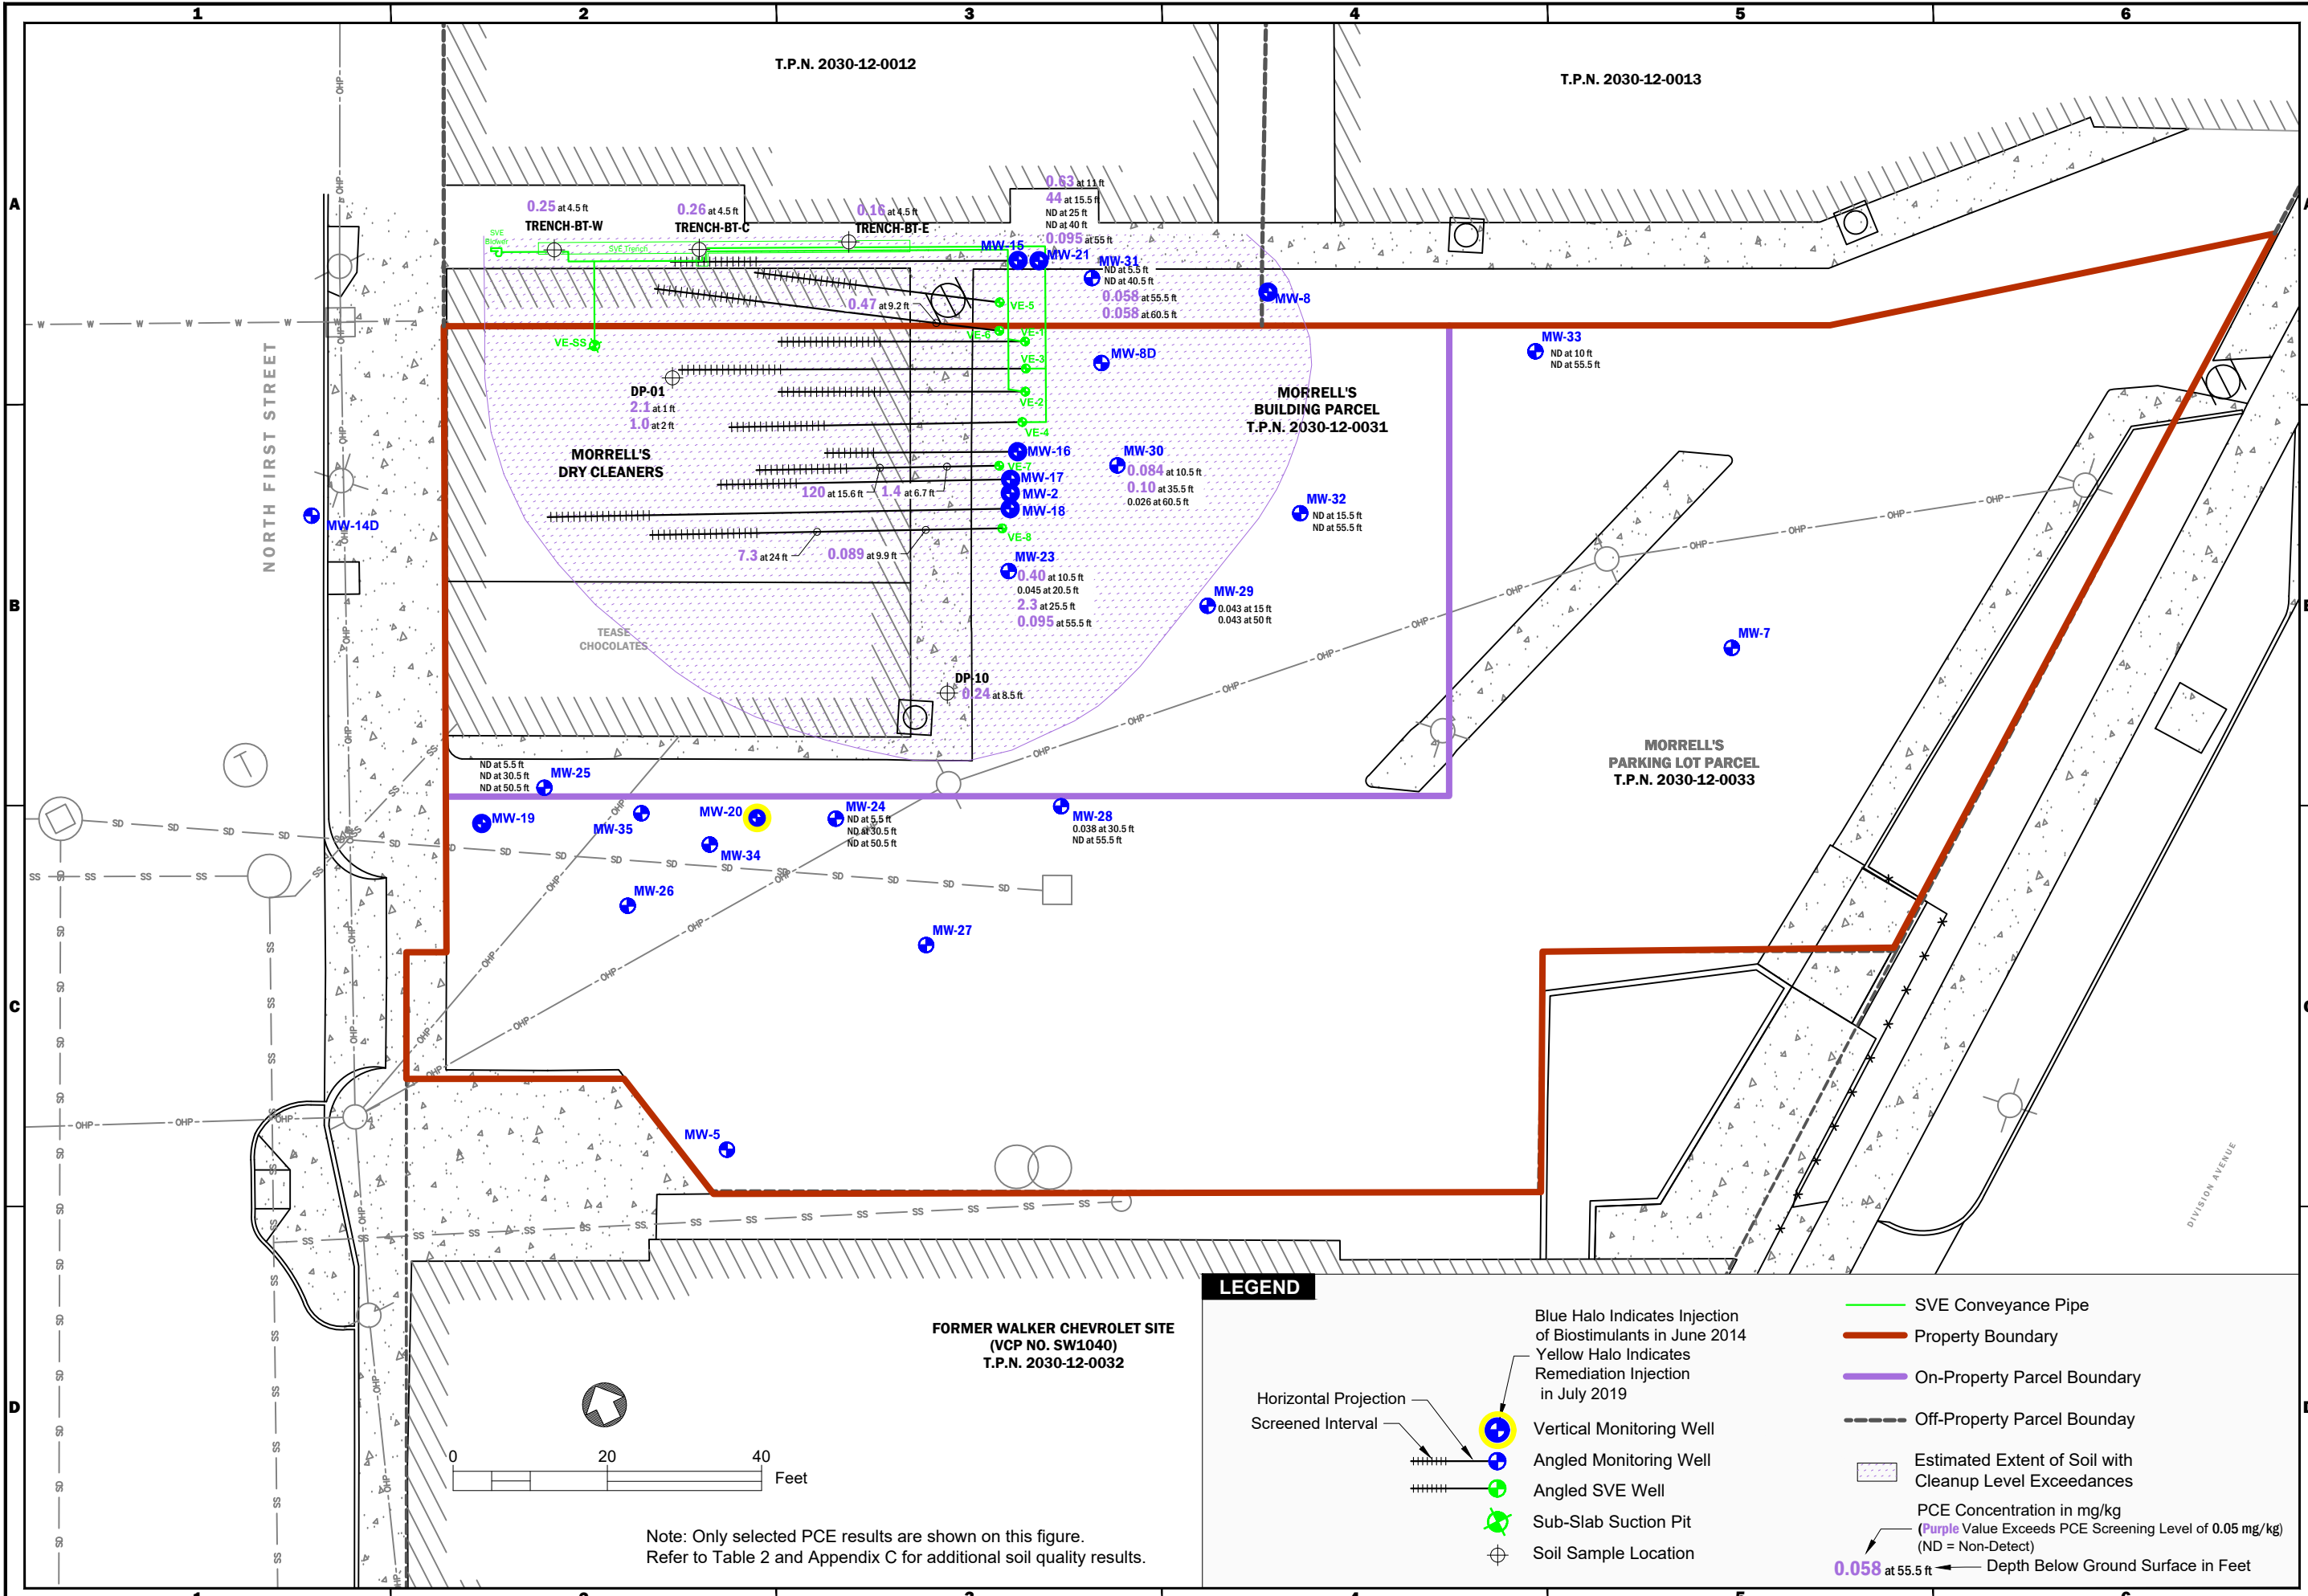 1 2 3 4 5 6
A
B
C
D
T.P.N. 2030-12-0012
T.P.N. 2030-12-0013
0.25 at 4.5 ft
TRENCH-BT-W
0.26 at 4.5 ft
TRENCH-BT-C
0.16 at 4.5 ft
TRENCH-BT-E
0.63 at 11 ft
44 at 15.5 ft
ND at 25 ft
ND at 40 ft
0.095 at 55 ft
SVE
Blower
SVE Trench
MW-15
MW-21
MW-31
ND at 5.5 ft
ND at 40.5 ft
0.058 at 55.5 ft
0.058 at 60.5 ft
MW-8
0.47 at 9.2 ft
VE-5
VE-6
VE-1
VE-3
VE-2
VE-4
VE-SS
MW-8D
MW-33
ND at 10 ft
ND at 55.5 ft
DP-01
2.1 at 1 ft
1.0 at 2 ft
MORRELL'S
DRY CLEANERS
MORRELL'S
BUILDING PARCEL
T.P.N. 2030-12-0031
NORTH FIRST STREET
MW-14D
MW-16
VE-7
MW-17
MW-2
MW-18
VE-8
120 at 15.6 ft
1.4 at 6.7 ft
7.3 at 24 ft
0.089 at 9.9 ft
MW-30
0.084 at 10.5 ft
0.10 at 35.5 ft
0.026 at 60.5 ft
MW-32
ND at 15.5 ft
ND at 55.5 ft
MW-23
0.40 at 10.5 ft
0.045 at 20.5 ft
2.3 at 25.5 ft
0.095 at 55.5 ft
MW-29
0.043 at 15 ft
0.043 at 50 ft
MW-7
TEASE
CHOCOLATES
DP-10
0.24 at 8.5 ft
MORRELL'S
PARKING LOT PARCEL
T.P.N. 2030-12-0033
ND at 5.5 ft
ND at 30.5 ft
ND at 50.5 ft
MW-25
MW-19
MW-35
MW-20
MW-34
MW-24
ND at 5.5 ft
ND at 30.5 ft
ND at 50.5 ft
MW-28
0.038 at 30.5 ft
ND at 55.5 ft
MW-26
MW-27
MW-5
OHP
W
SD
SS
DIVISION AVENUE
FORMER WALKER CHEVROLET SITE
(VCP NO. SW1040)
T.P.N. 2030-12-0032
0 20 40
Feet
Note: Only selected PCE results are shown on this figure.
Refer to Table 2 and Appendix C for additional soil quality results.
LEGEND
Blue Halo Indicates Injection
of Biostimulants in June 2014
Yellow Halo Indicates
Remediation Injection
in July 2019
Horizontal Projection
Screened Interval
Vertical Monitoring Well
Angled Monitoring Well
Angled SVE Well
Sub-Slab Suction Pit
Soil Sample Location
SVE Conveyance Pipe
Property Boundary
On-Property Parcel Boundary
Off-Property Parcel Bounday
Estimated Extent of Soil with
Cleanup Level Exceedances
PCE Concentration in mg/kg
(Purple Value Exceeds PCE Screening Level of 0.05 mg/kg)
(ND = Non-Detect)
0.058 at 55.5 ft
Depth Below Ground Surface in Feet